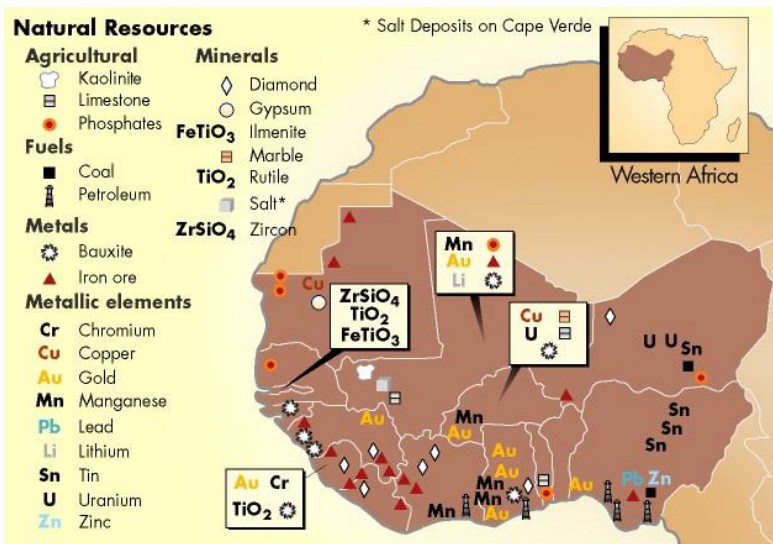 Natural Resources
* Salt Deposits on Cape Verde
Agricultural
Kaolinite
Limestone
Phosphates
Fuels
Coal
Petroleum
Metals
Bauxite
Iron ore
Metallic elements
Cr Chromium
Cu Copper
Au Gold
Mn Manganese
Pb Lead
Li Lithium
Sn Tin
U Uranium
Zn Zinc
Minerals
Diamond
Gypsum
FeTiO₃ Ilmenite
Marble
TiO₂ Rutile
Salt*
ZrSiO₄ Zircon
Western Africa
Cu
ZrSiO₄
TiO₂
FeTiO₃
Mn
Au
Li
Cu
U
U U
Sn
Au
Mn
Au
Sn
Sn
Sn
Au
Au
Mn
Mn
Mn
Au
Au
Pb Zn
Au Cr
TiO₂